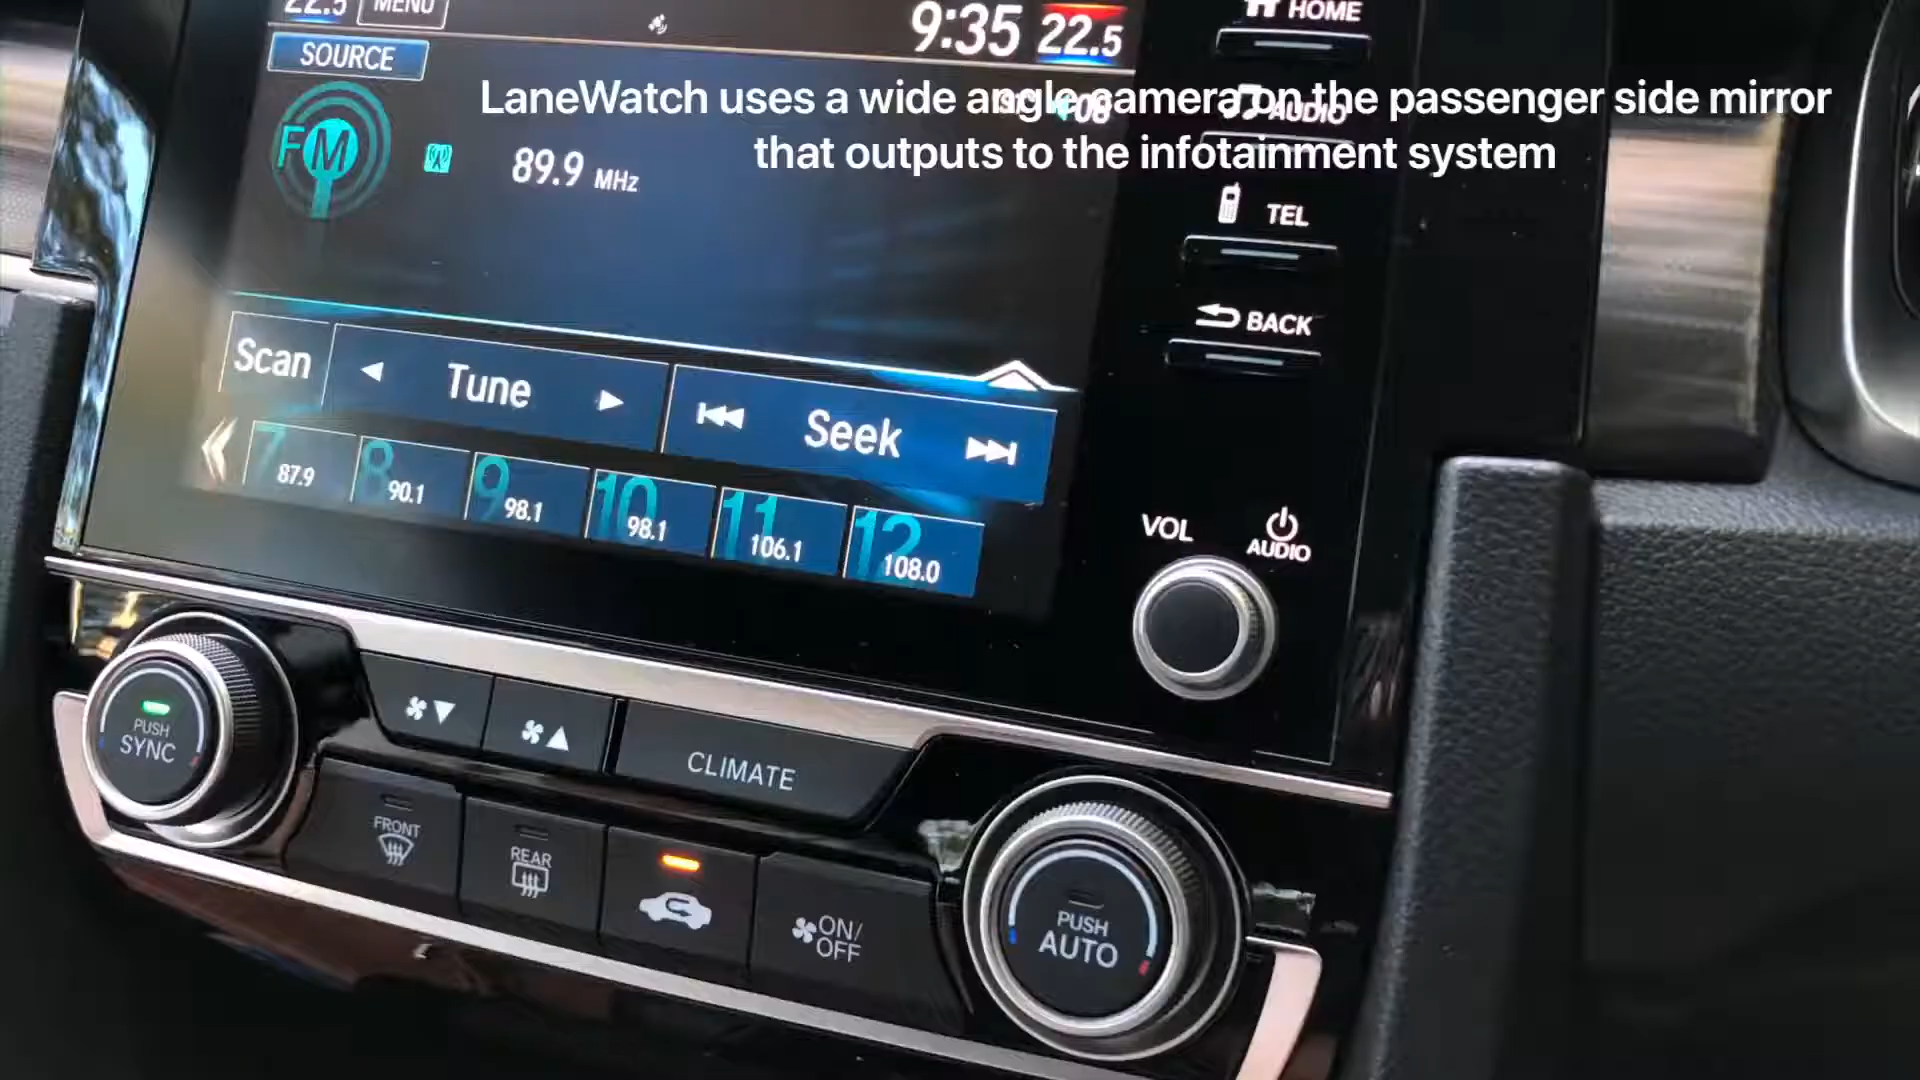 22.5
MENU
9:35
22.5
HOME
SOURCE
LaneWatch uses a wide angle camera on the passenger side mirror
that outputs to the infotainment system
08
AUDIO
FM
89.9 MHz
TEL
BACK
Scan
Tune
Seek
7 87.9
8 90.1
9 98.1
10 98.1
11 106.1
12 108.0
VOL
AUDIO
PUSH
SYNC
CLIMATE
FRONT
REAR
ON/
OFF
PUSH
AUTO